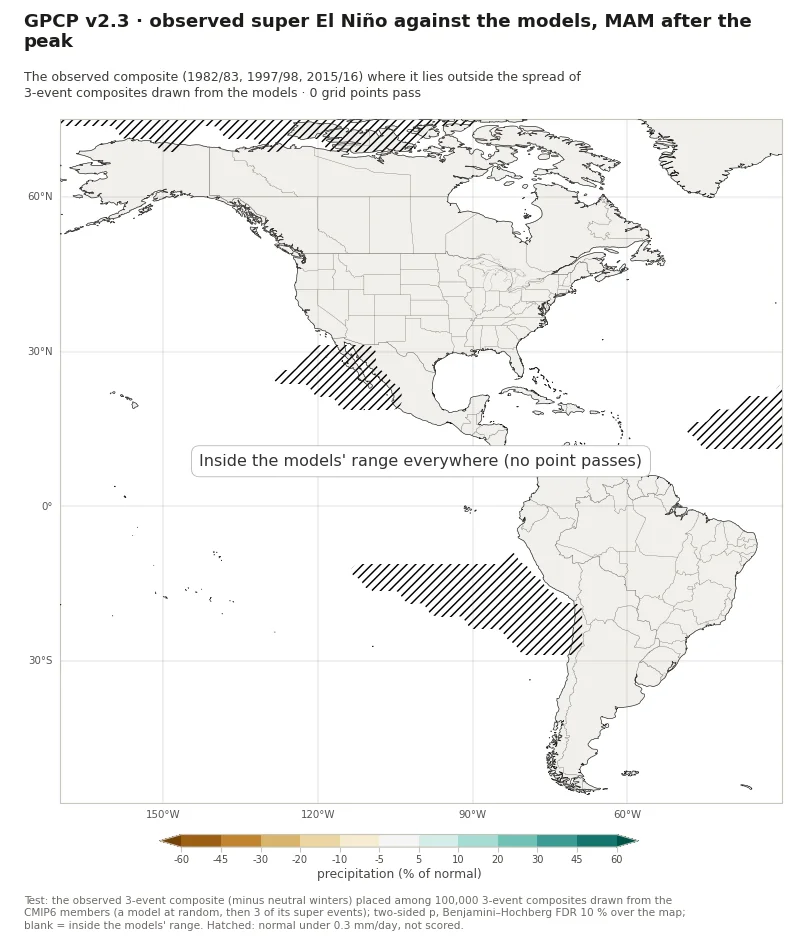 GPCP v2.3 · observed super El Niño against the models, MAM after the
peak
The observed composite (1982/83, 1997/98, 2015/16) where it lies outside the spread of
3-event composites drawn from the models · 0 grid points pass
60°N
30°N
Inside the models' range everywhere (no point passes)
0°
30°S
150°W 120°W 90°W 60°W
-60 -45 -30 -20 -10 -5 5 10 20 30 45 60
precipitation (% of normal)
Test: the observed 3-event composite (minus neutral winters) placed among 100,000 3-event composites drawn from the
CMIP6 members (a model at random, then 3 of its super events); two-sided p, Benjamini–Hochberg FDR 10 % over the map;
blank = inside the models' range. Hatched: normal under 0.3 mm/day, not scored.